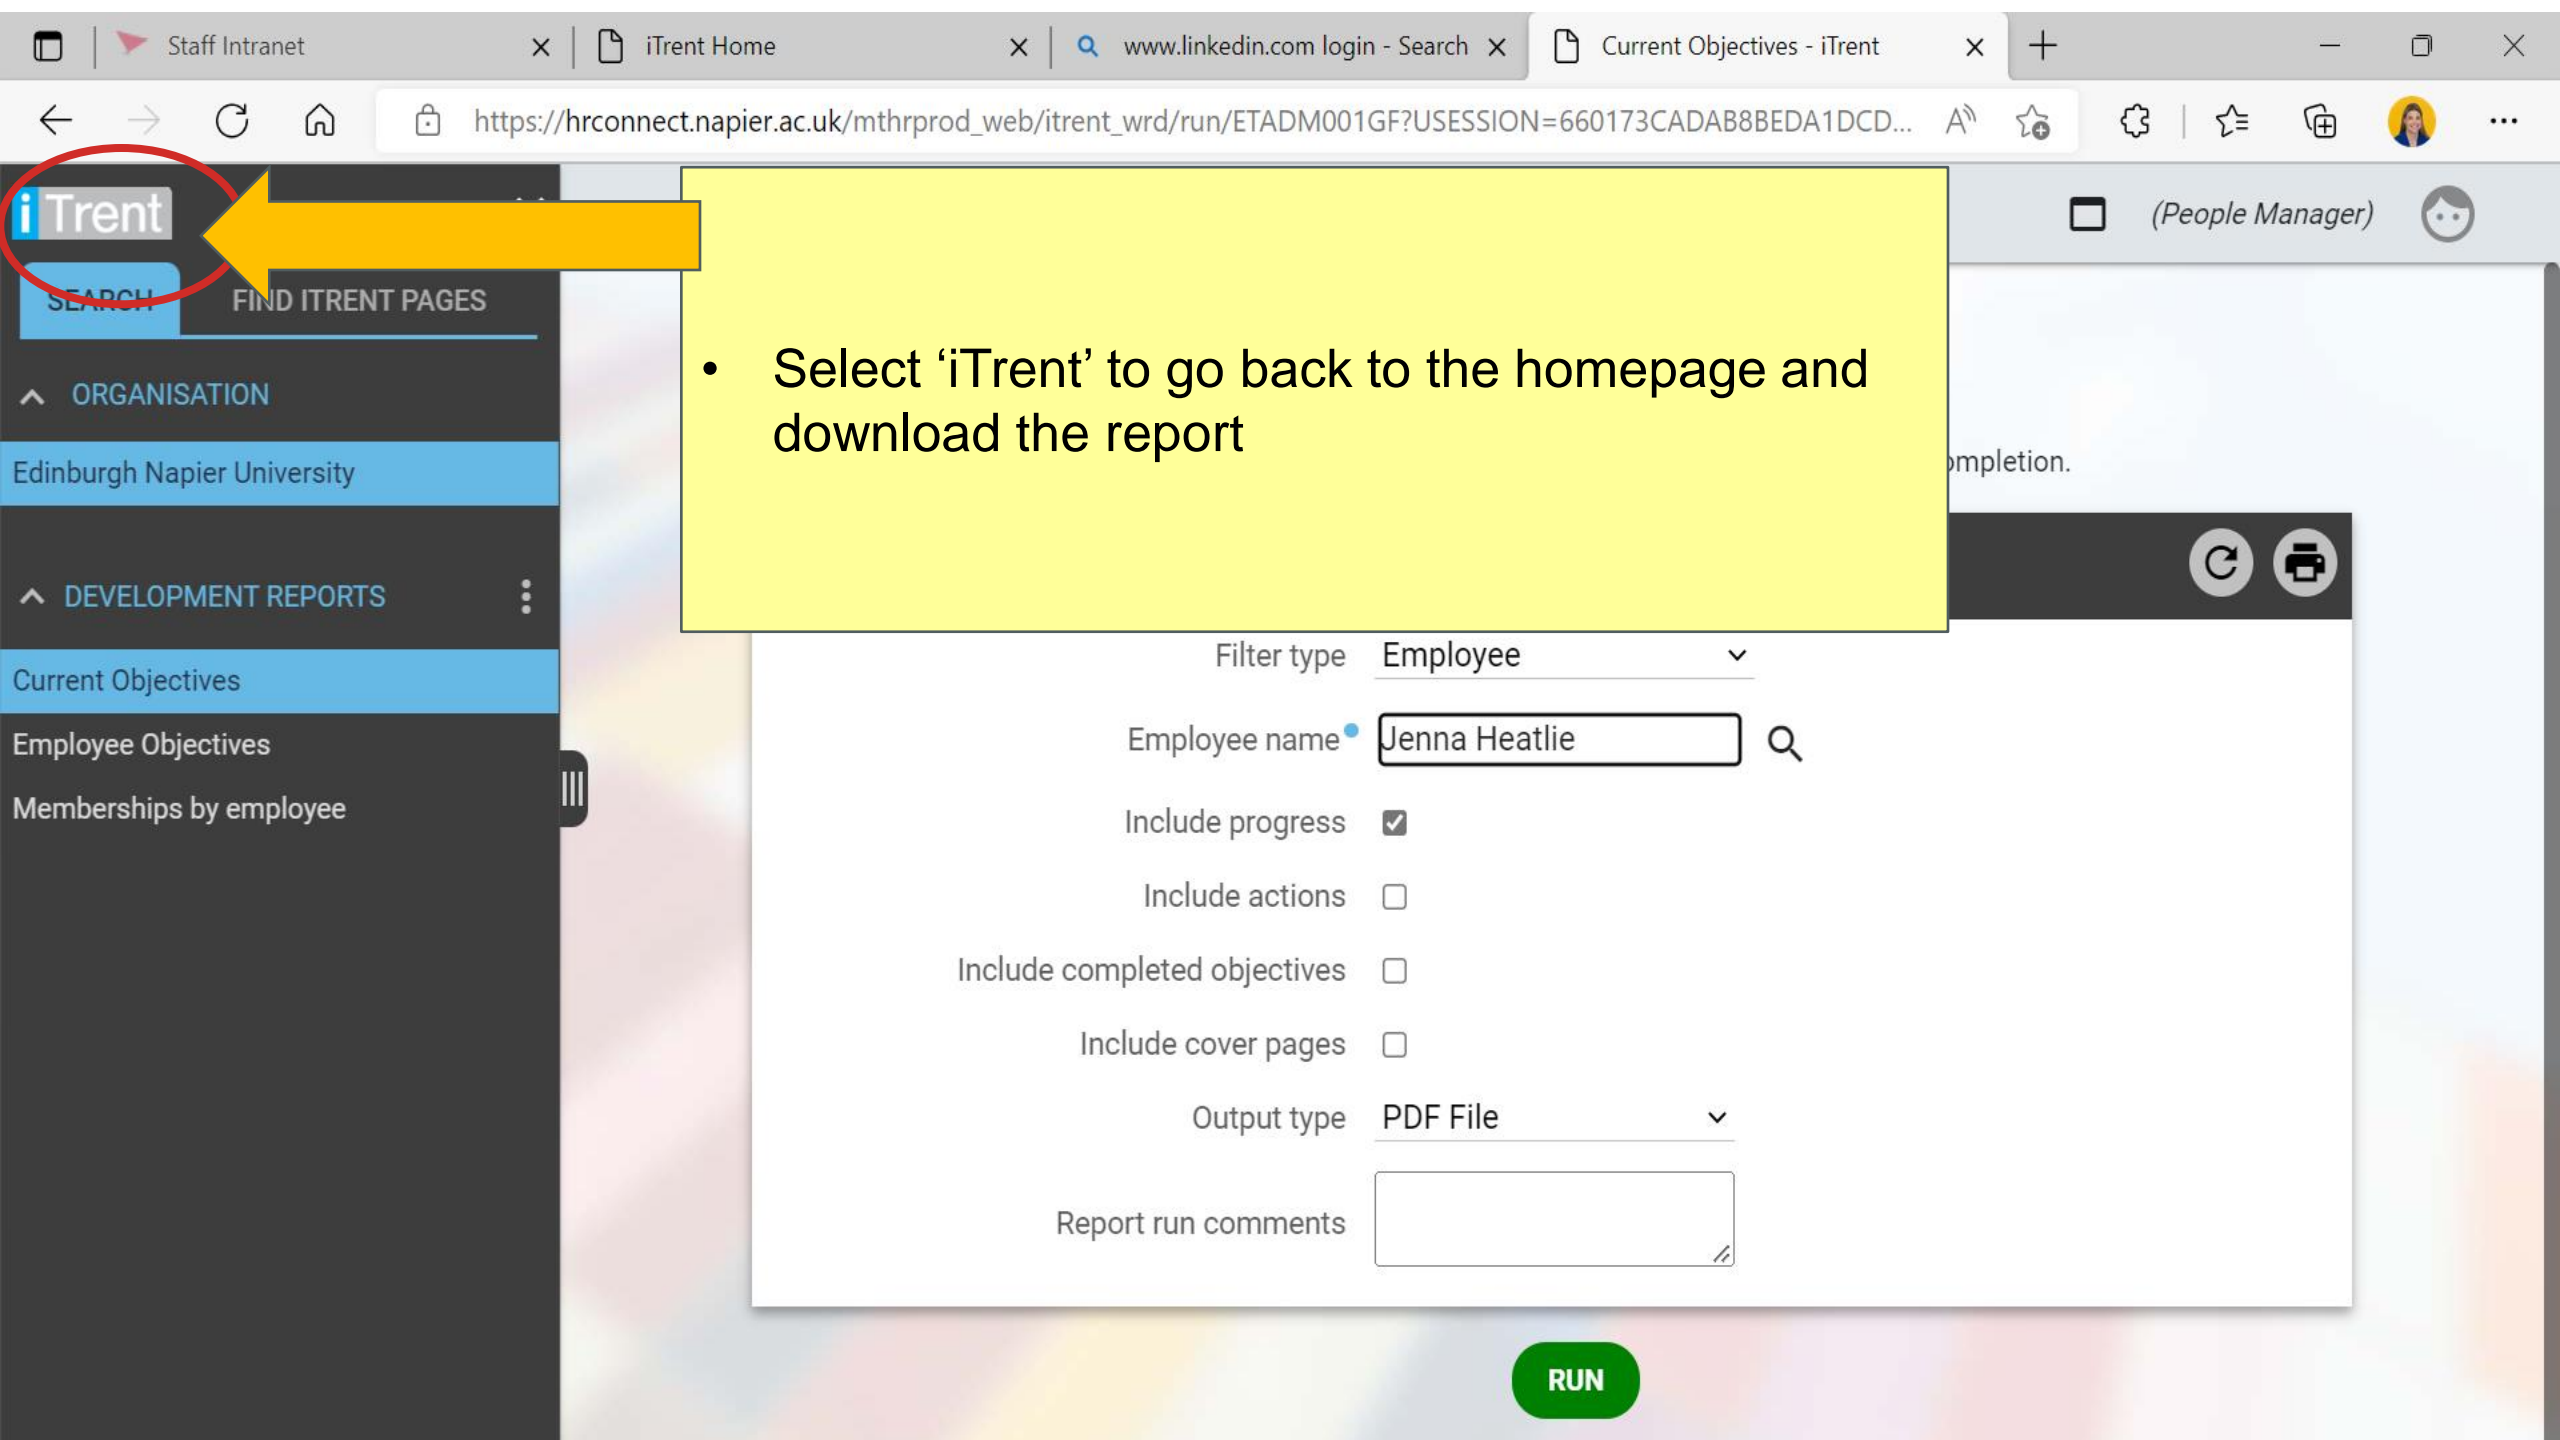 Staff Intranet
iTrent Home
www.linkedin.com login - Search
Current Objectives - iTrent
https://hrconnect.napier.ac.uk/mthrprod_web/itrent_wrd/run/ETADM001GF?USESSION=660173CADAB8BEDA1DCD...
iTrent
(People Manager)
SEARCH
FIND ITRENT PAGES
• Select ‘iTrent’ to go back to the homepage and
download the report
ORGANISATION
Edinburgh Napier University
DEVELOPMENT REPORTS
Current Objectives
Employee Objectives
Memberships by employee
Filter type Employee
Employee name Jenna Heatlie
Include progress
Include actions
Include completed objectives
Include cover pages
Output type PDF File
Report run comments
RUN